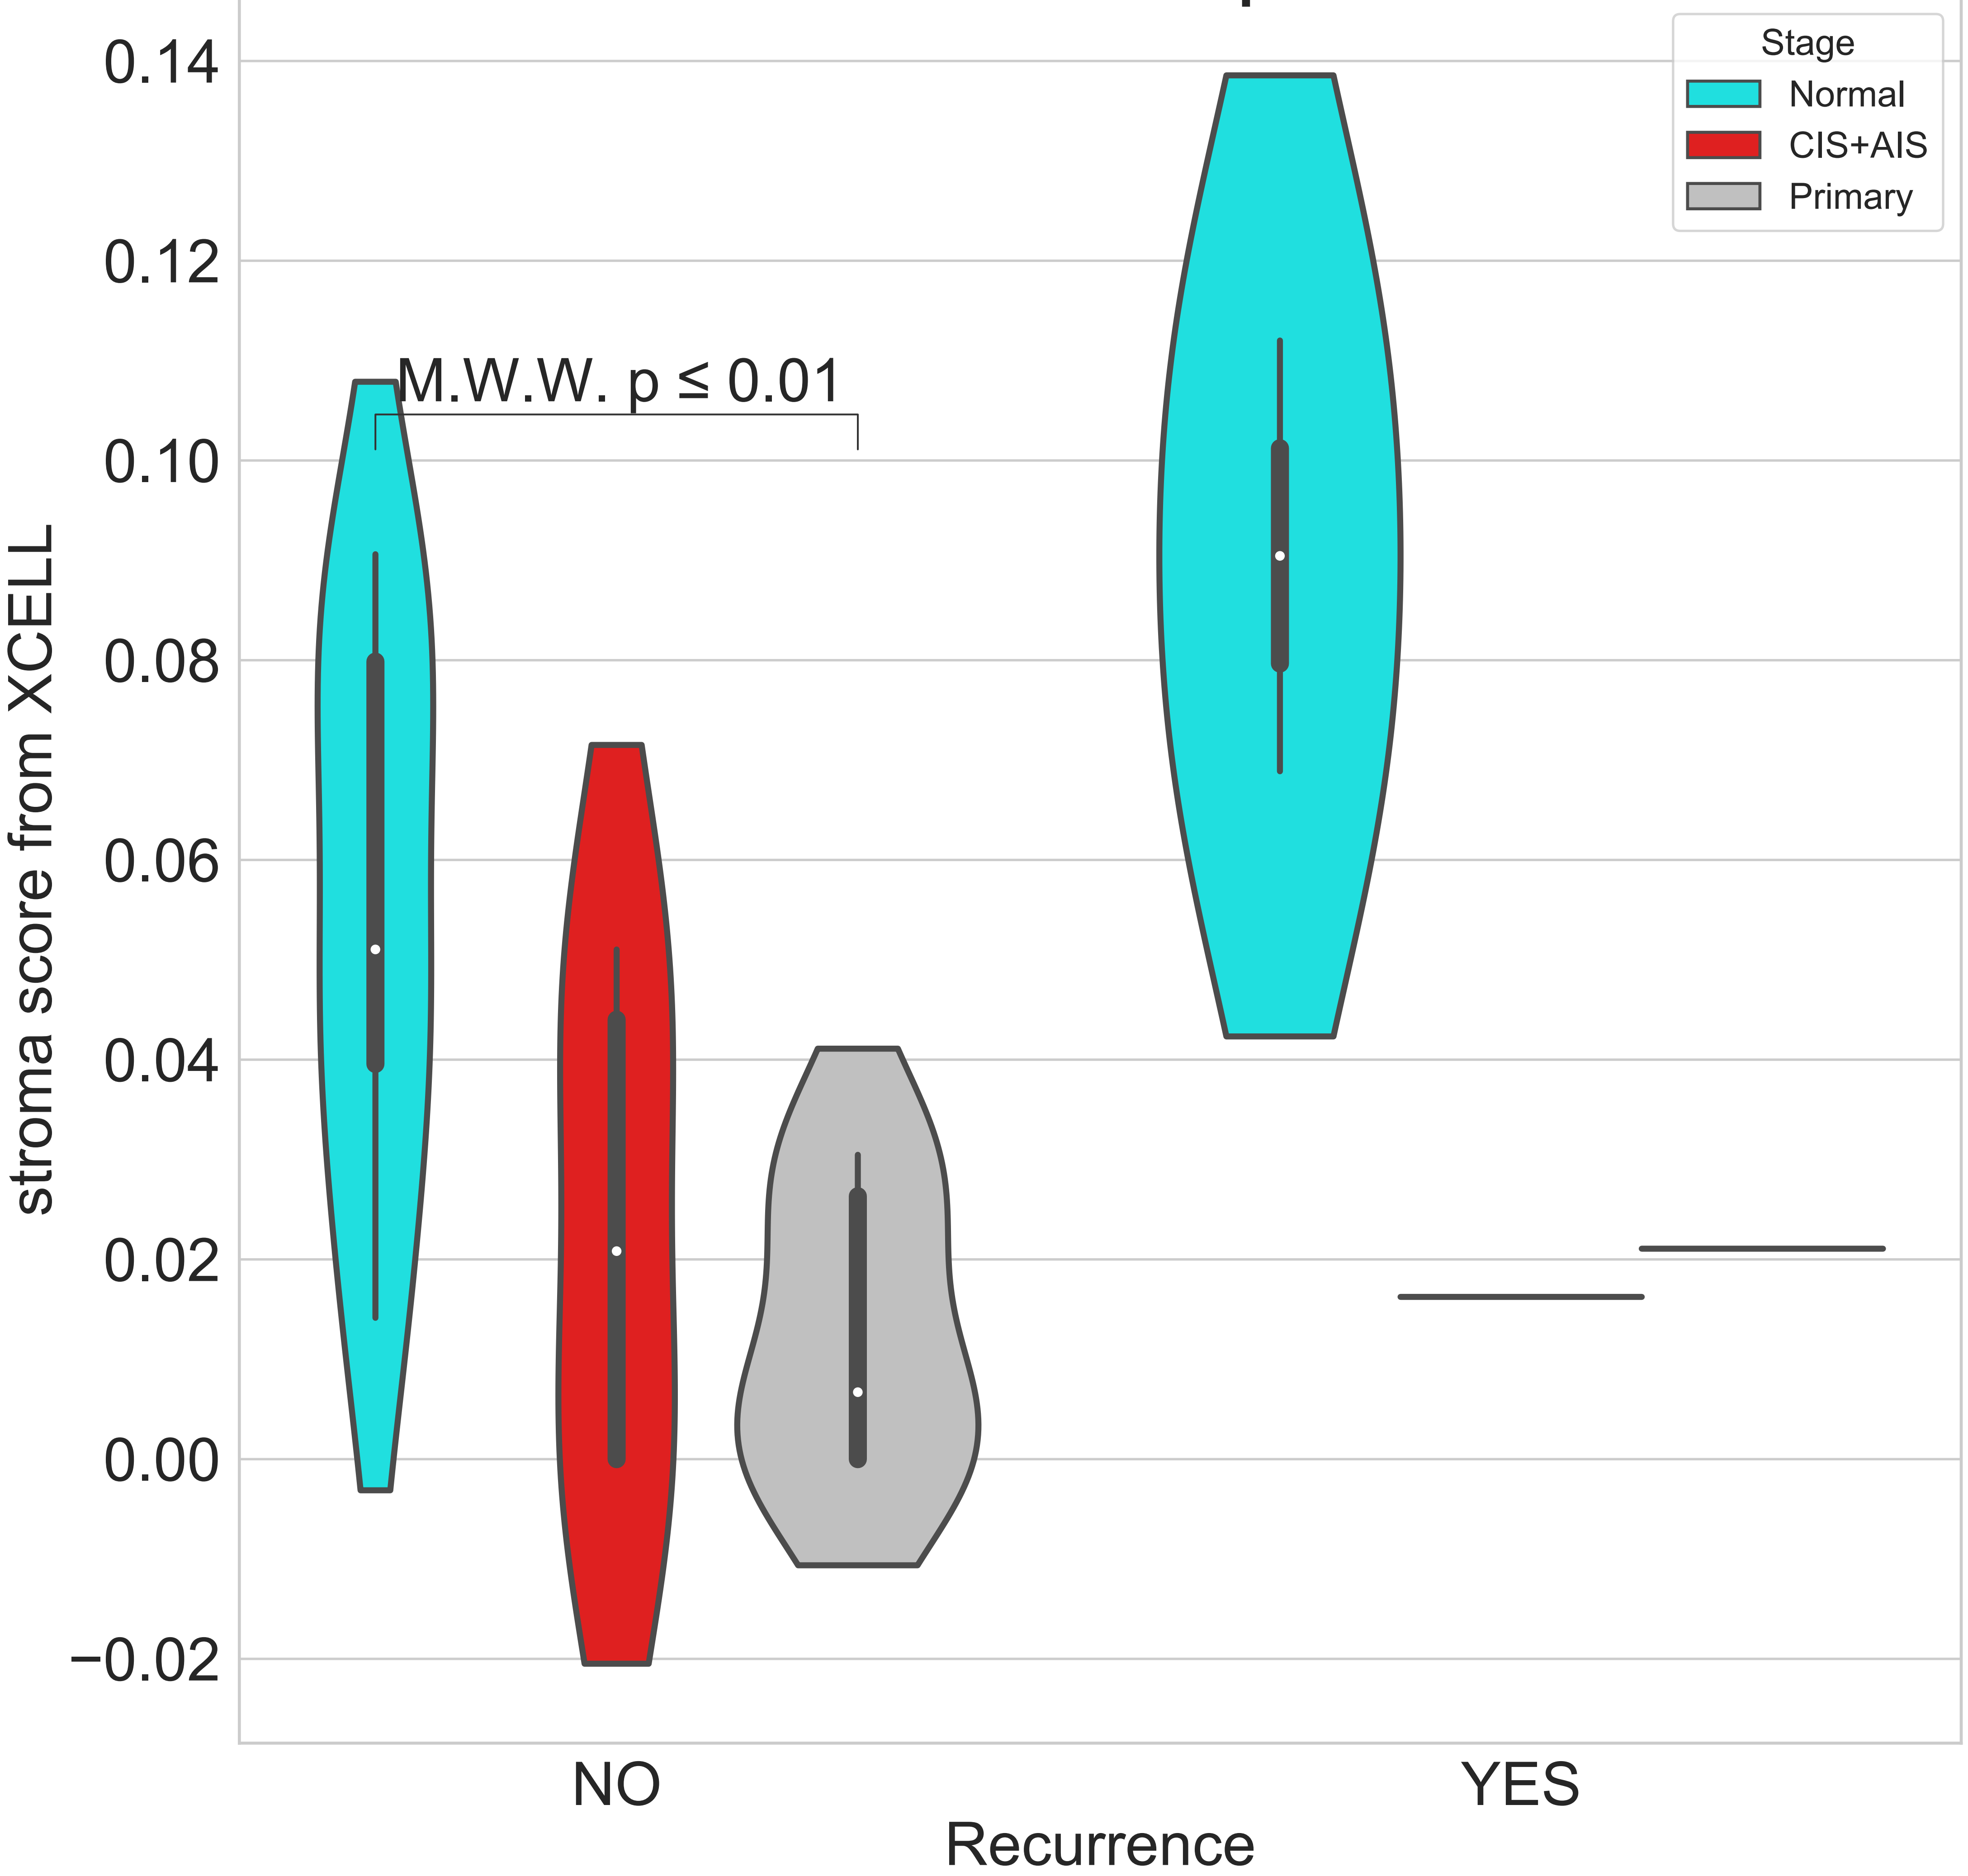 Stage
Normal
CIS+AIS
Primary
0.14
0.12
0.10
0.08
0.06
0.04
0.02
0.00
−0.02
stroma score from XCELL
M.W.W. p ≤ 0.01
NO
YES
Recurrence